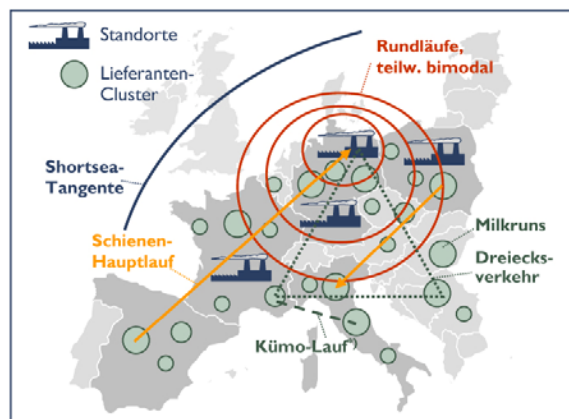 Standorte
Lieferanten-
Cluster
Rundläufe,
teilw. bimodal
Shortsea-
Tangente
Schienen-
Hauptlauf
Milkruns
Dreiecks-
verkehr
Kümo-Lauf*)